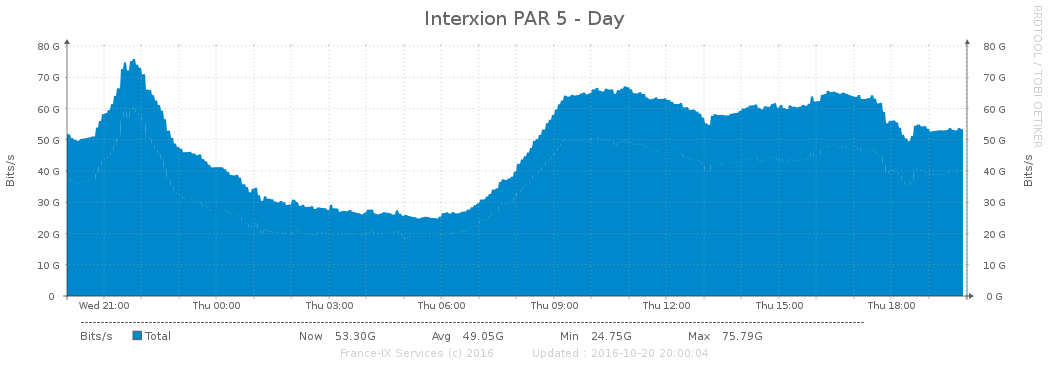 Interxion PAR 5 - Day
RRDTOOL / TOBI OETIKER
80 G 80 G
70 G 70 G
60 G 60 G
50 G 50 G
40 G 40 G
30 G 30 G
20 G 20 G
10 G 10 G
0 0 G
Bits/s Bits/s
Wed 21:00 Thu 00:00 Thu 03:00 Thu 06:00 Thu 09:00 Thu 12:00 Thu 15:00 Thu 18:00
Bits/s Total Now 53.30G Avg 49.05G Min 24.75G Max 75.79G
France-IX Services (c) 2016 Updated : 2016-10-20 20:00:04